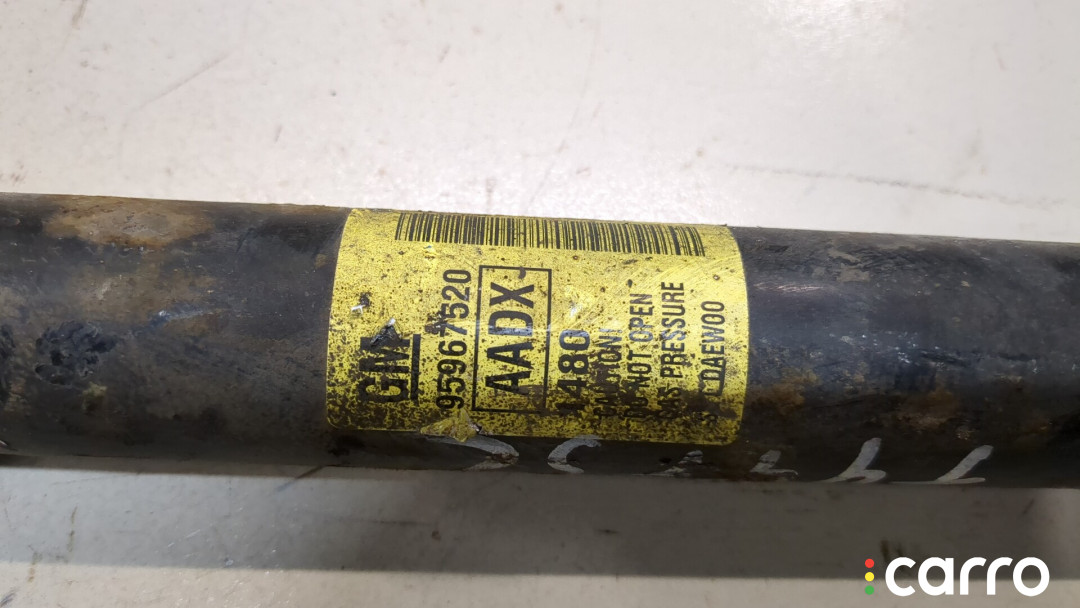 GM
95967520
AADX
1480
CAUTION!
DO NOT OPEN
GAS PRESSURE
DAEWOO
carro